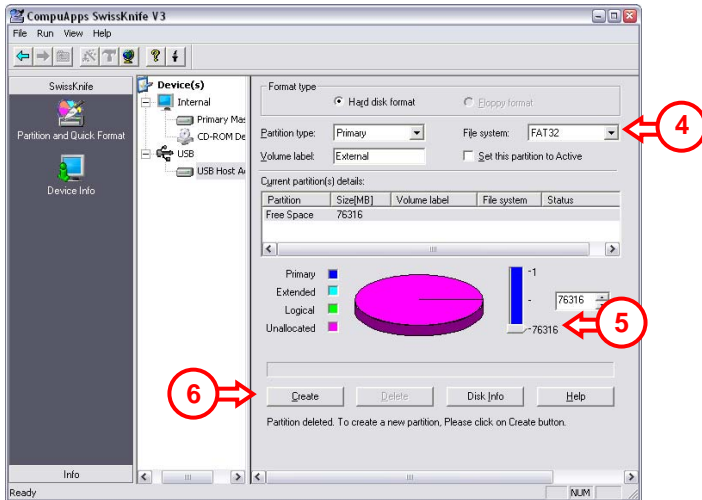 CompuApps SwissKnife V3
File Run View Help
SwissKnife
Partition and Quick Format
Device Info
Info
Device(s)
Internal
Primary Mas
CD-ROM De
USB
USB Host A
Format type
Hard disk format
Floppy format
Partition type: Primary File system: FAT32
4
Volume label: External Set this partition to Active
Current partition(s) details:
Partition Size[MB] Volume label File system Status
Free Space 76316
Primary
Extended
Logical
Unallocated
-1
-
76316
-76316
5
6
Create Delete Disk Info Help
Partition deleted. To create a new partition, Please click on Create button.
Ready NUM